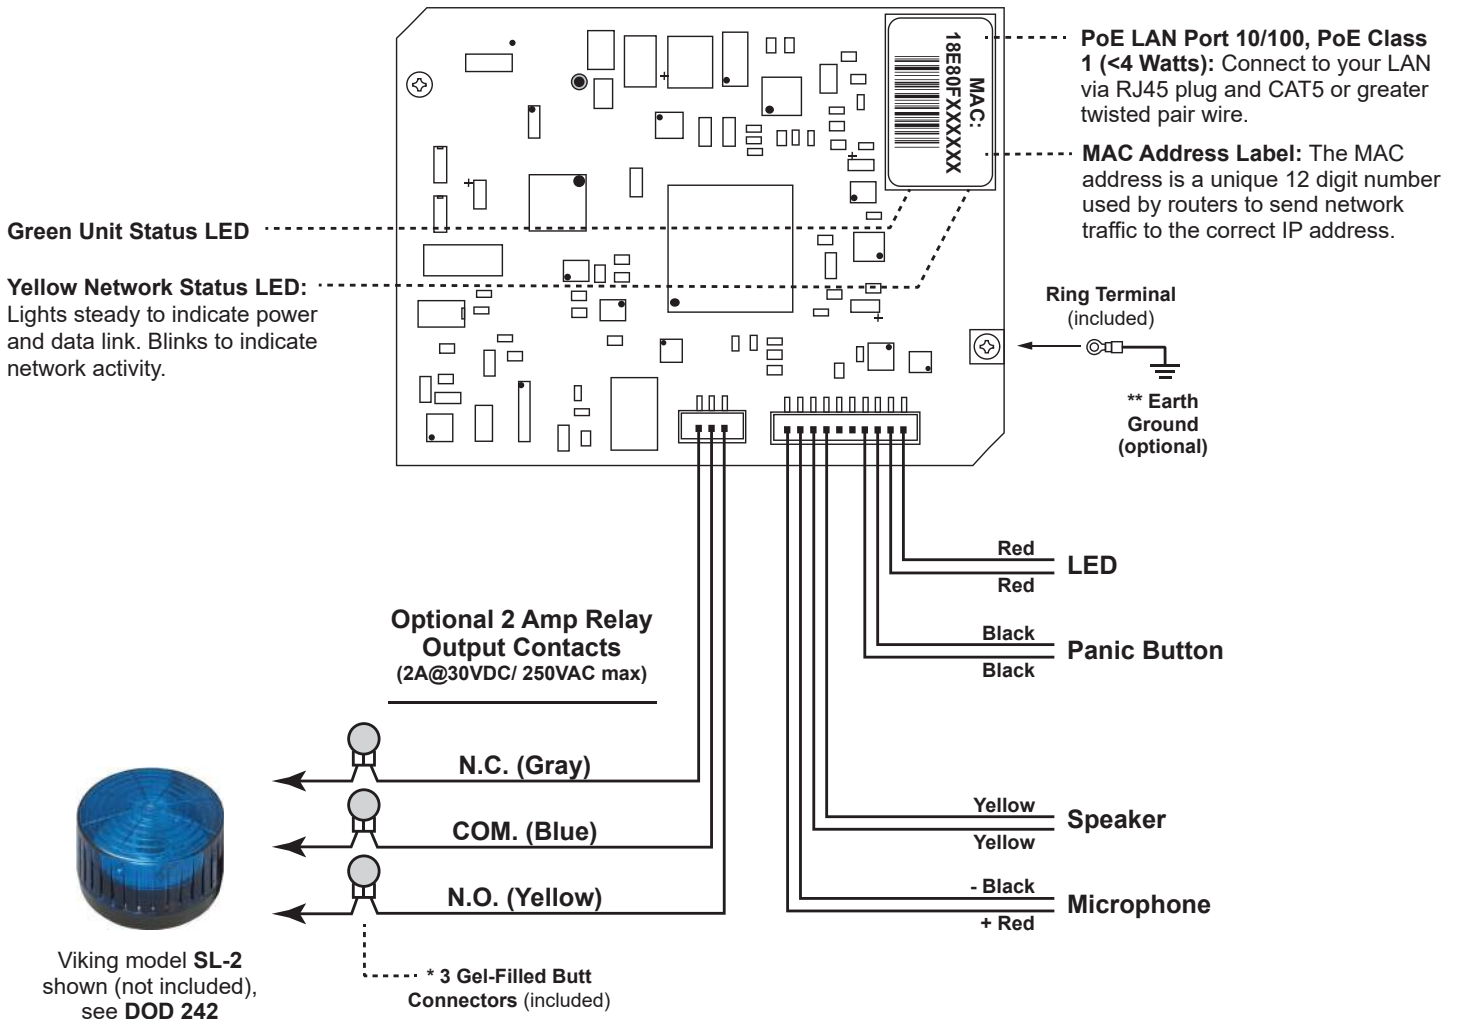 PoE LAN Port 10/100, PoE Class
1 (<4 Watts): Connect to your LAN
via RJ45 plug and CAT5 or greater
twisted pair wire.
MAC:
18E80FXXXXXX
MAC Address Label: The MAC
address is a unique 12 digit number
used by routers to send network
traffic to the correct IP address.
Green Unit Status LED
Yellow Network Status LED:
Lights steady to indicate power
and data link. Blinks to indicate
network activity.
Ring Terminal
(included)
** Earth
Ground
(optional)
Red
LED
Red
Optional 2 Amp Relay
Output Contacts
(2A@30VDC/ 250VAC max)
Black
Panic Button
Black
N.C. (Gray)
COM. (Blue)
N.O. (Yellow)
Yellow
Speaker
Yellow
- Black
Microphone
+ Red
Viking model SL-2
shown (not included),
see DOD 242
* 3 Gel-Filled Butt
Connectors (included)